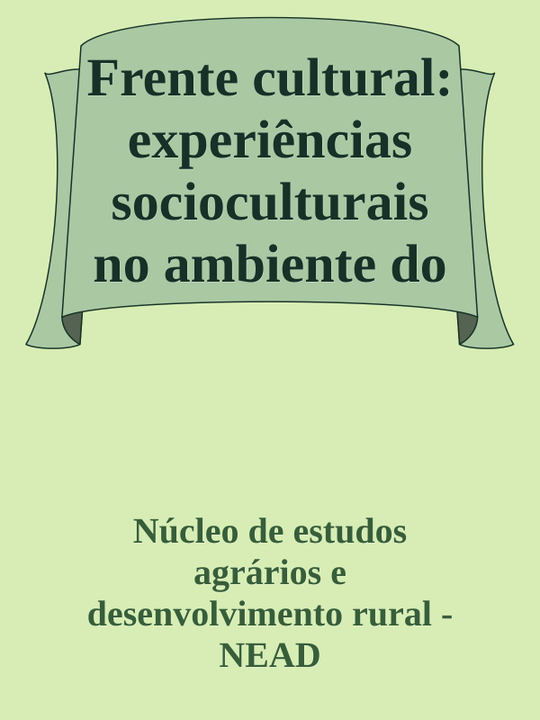 Frente cultural:
experiências
socioculturais
no ambiente do
Núcleo de estudos
agrários e
desenvolvimento rural -
NEAD